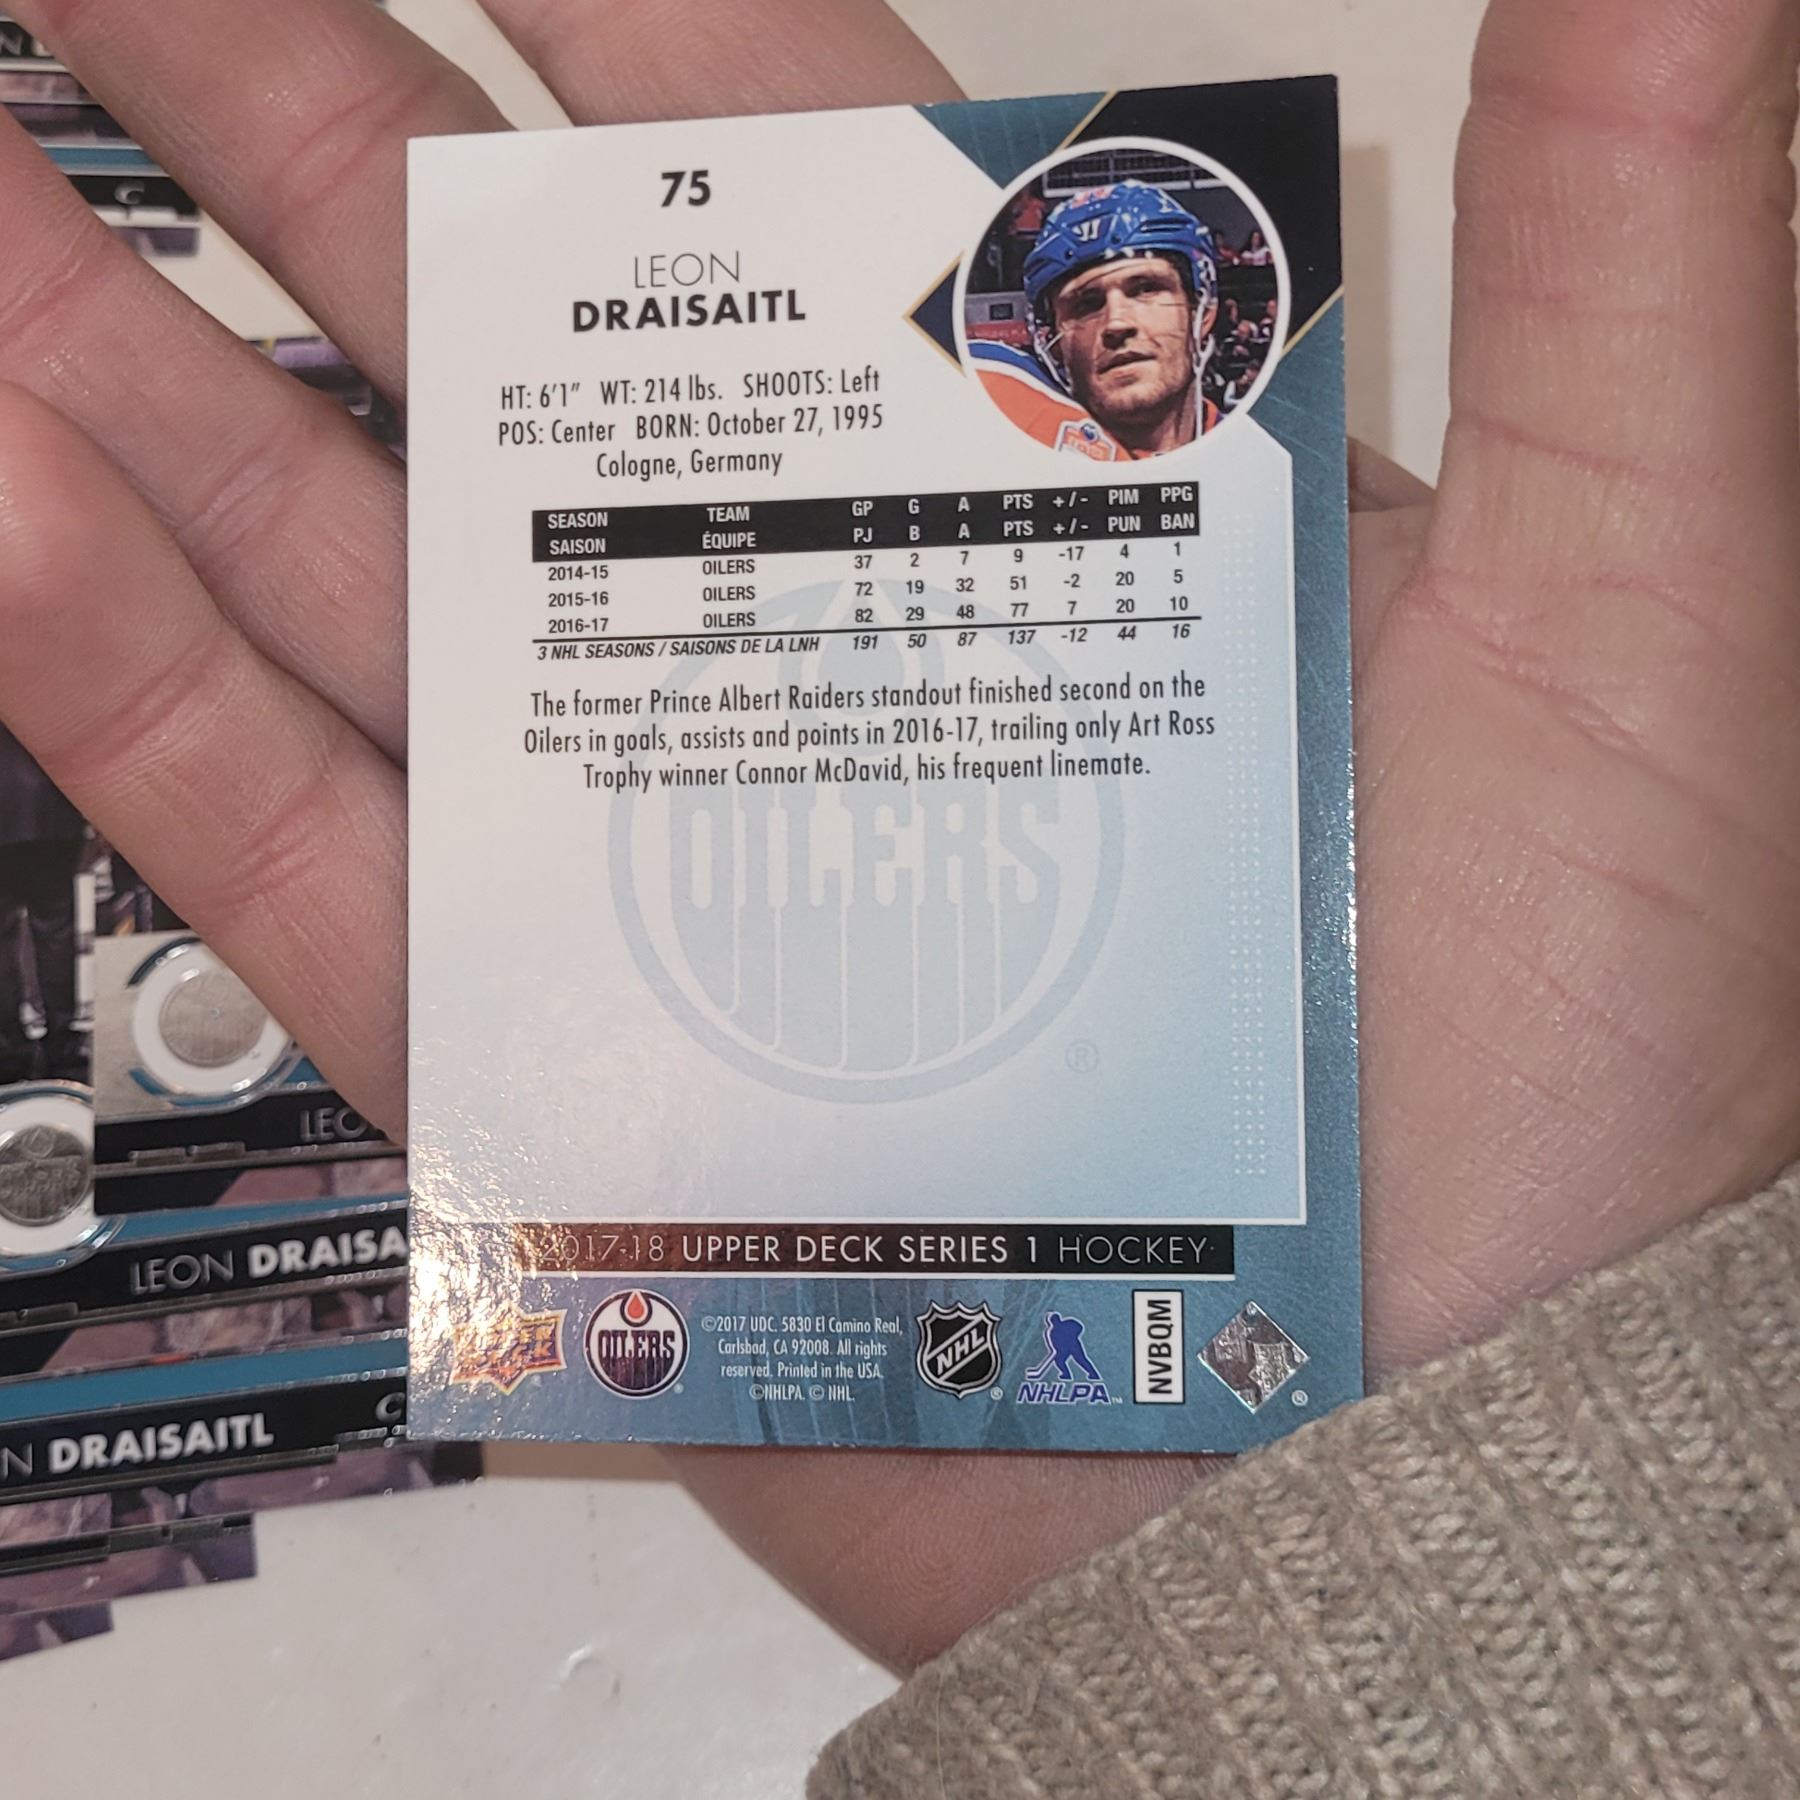 75
LEON
DRAISAITL
HT: 6'1" WT: 214 lbs. SHOOTS: Left
POS: Center BORN: October 27, 1995
Cologne, Germany
SEASON TEAM GP G A PTS +/- PIM PPG
SAISON ÉQUIPE PJ B A PTS +/- PUN BAN
2014-15 OILERS 37 2 7 9 -17 4 1
2015-16 OILERS 72 19 32 51 -2 20 5
2016-17 OILERS 82 29 48 77 7 20 10
3 NHL SEASONS / SAISONS DE LA LNH 191 50 87 137 -12 44 16
The former Prince Albert Raiders standout finished second on the
Oilers in goals, assists and points in 2016-17, trailing only Art Ross
Trophy winner Connor McDavid, his frequent linemate.
OILERS
®
2017-18 UPPER DECK SERIES 1 HOCKEY
UPPER DECK
OILERS
©2017 UDC. 5830 El Camino Real,
Carlsbad, CA 92008. All rights
reserved. Printed in the USA.
©NHLPA. © NHL.
NHL
NHLPA
NVBQM
C
LEO
LEON DRAISA
N DRAISAITL
C